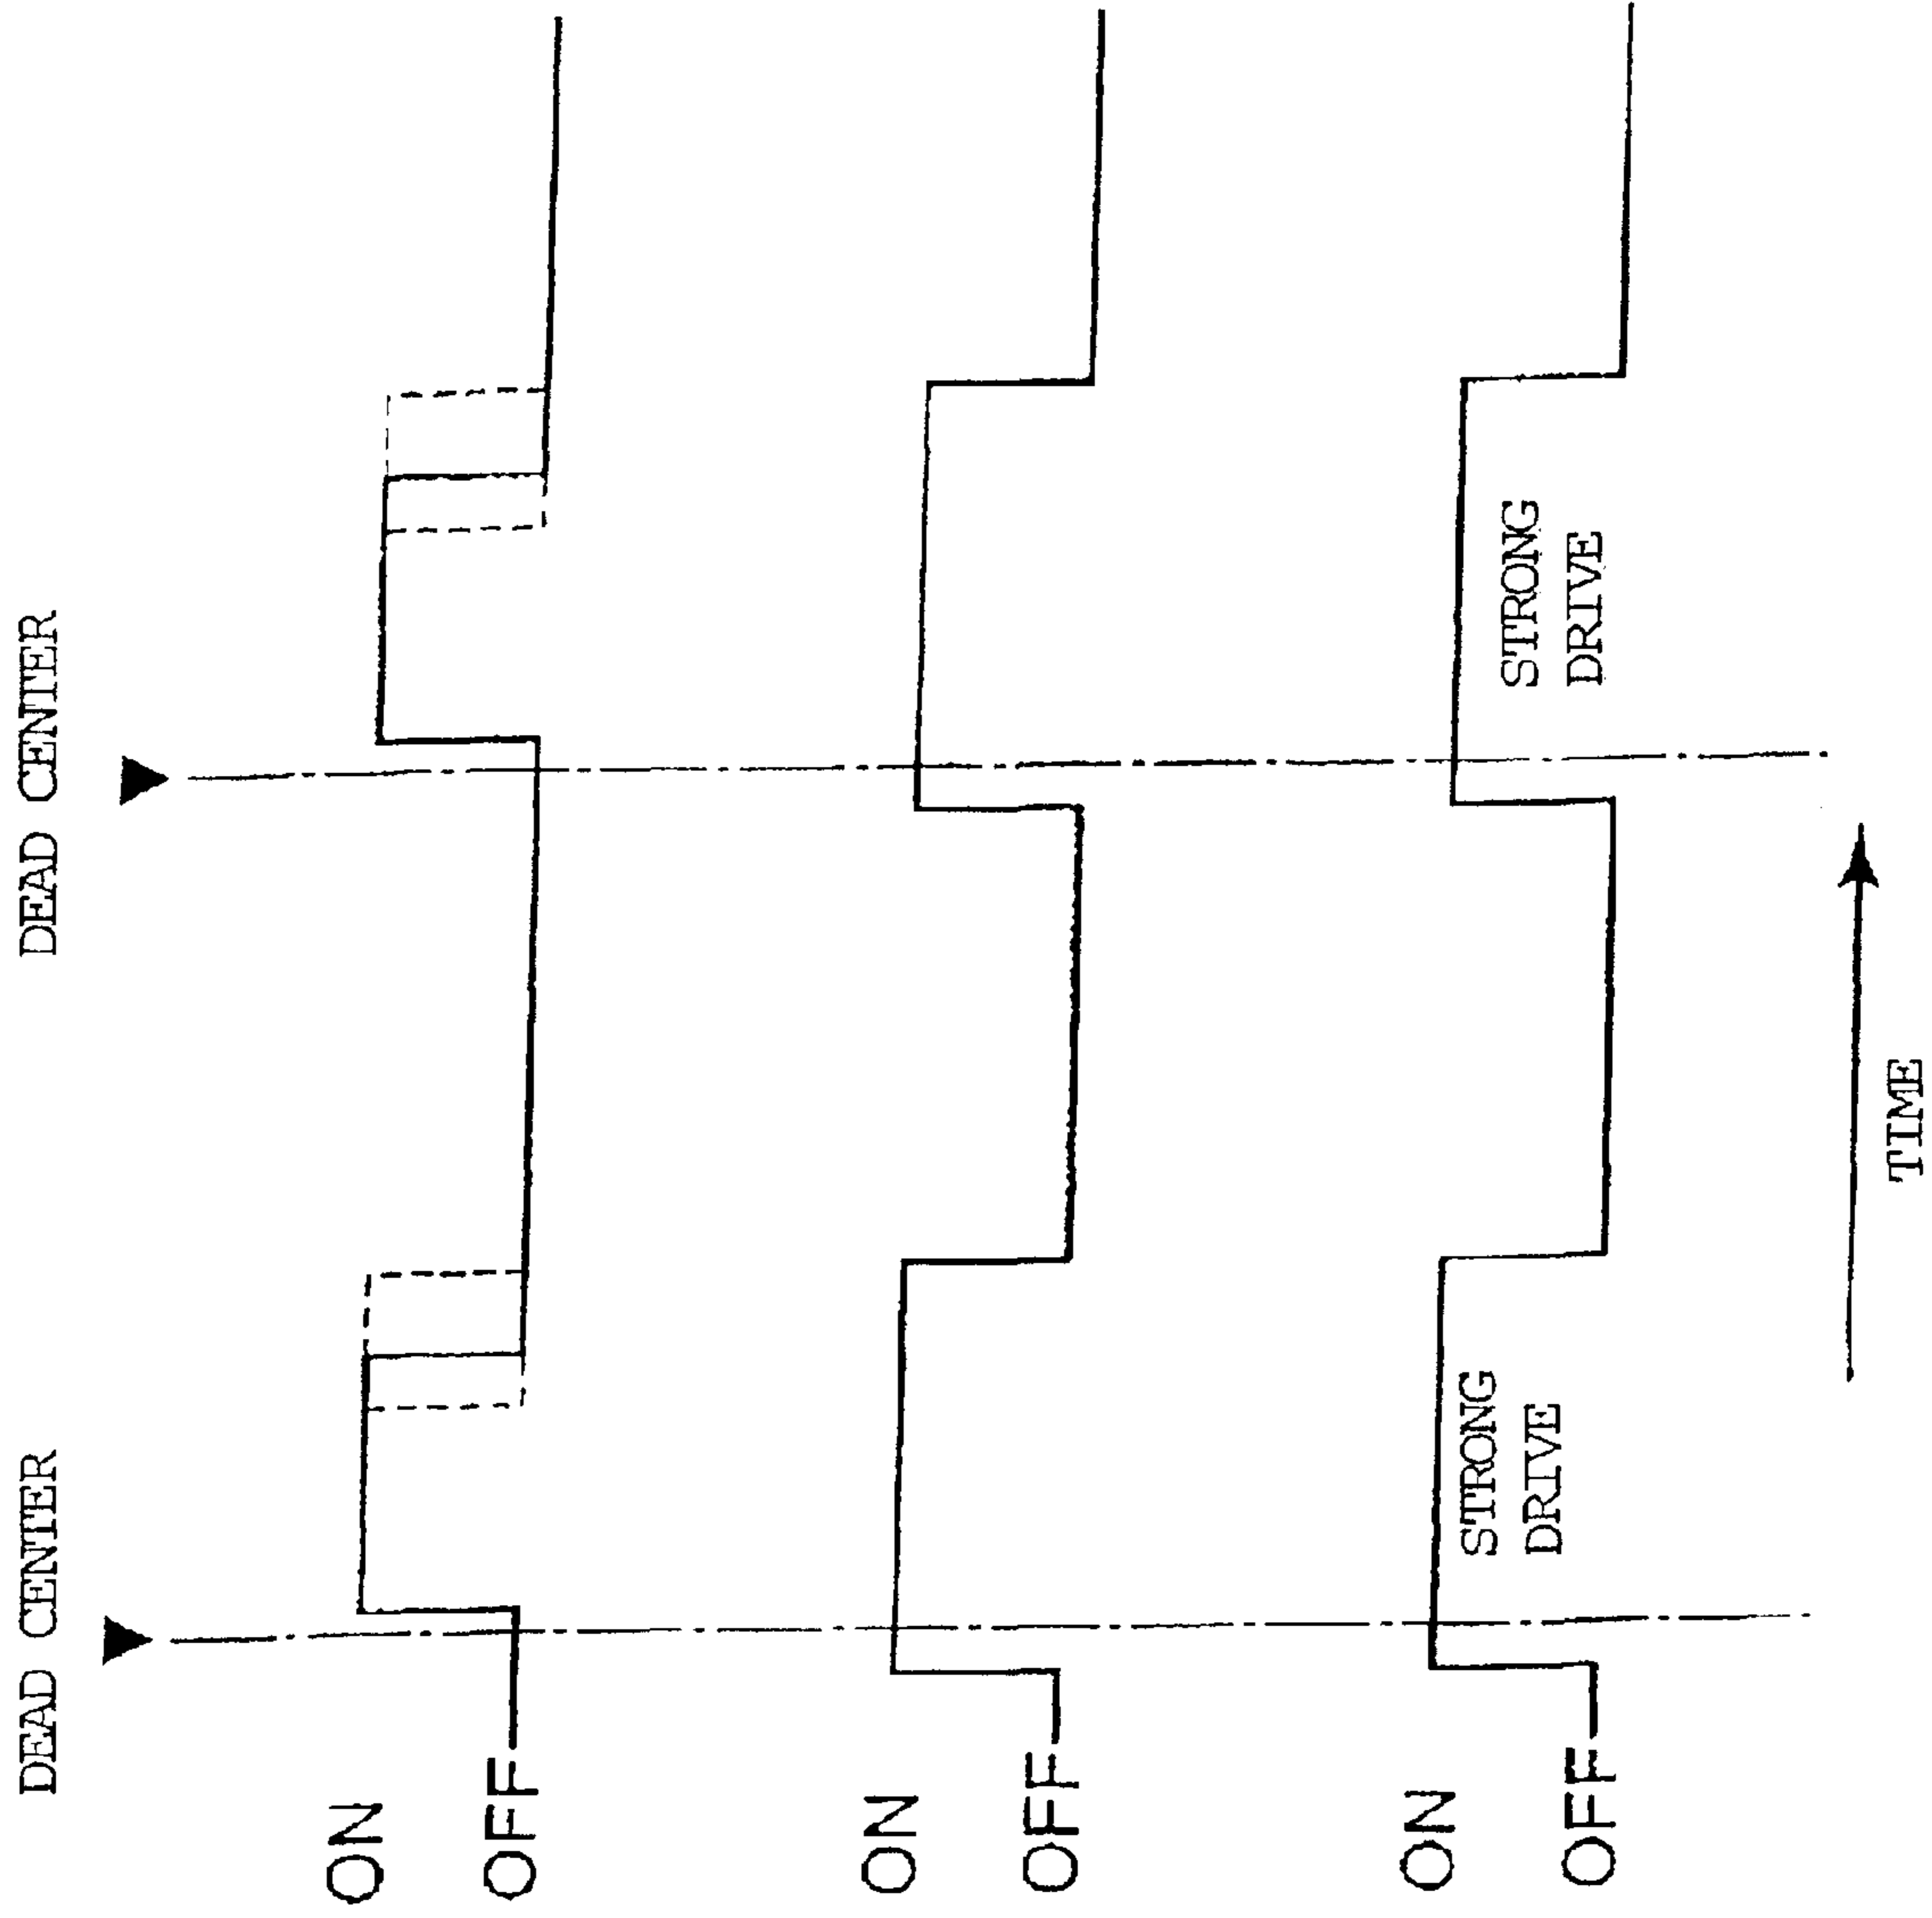 DEAD CENTER
DEAD CENTER
ON
OFF
ON
OFF
ON
OFF
STRONG
DRIVE
STRONG
DRIVE
TIME